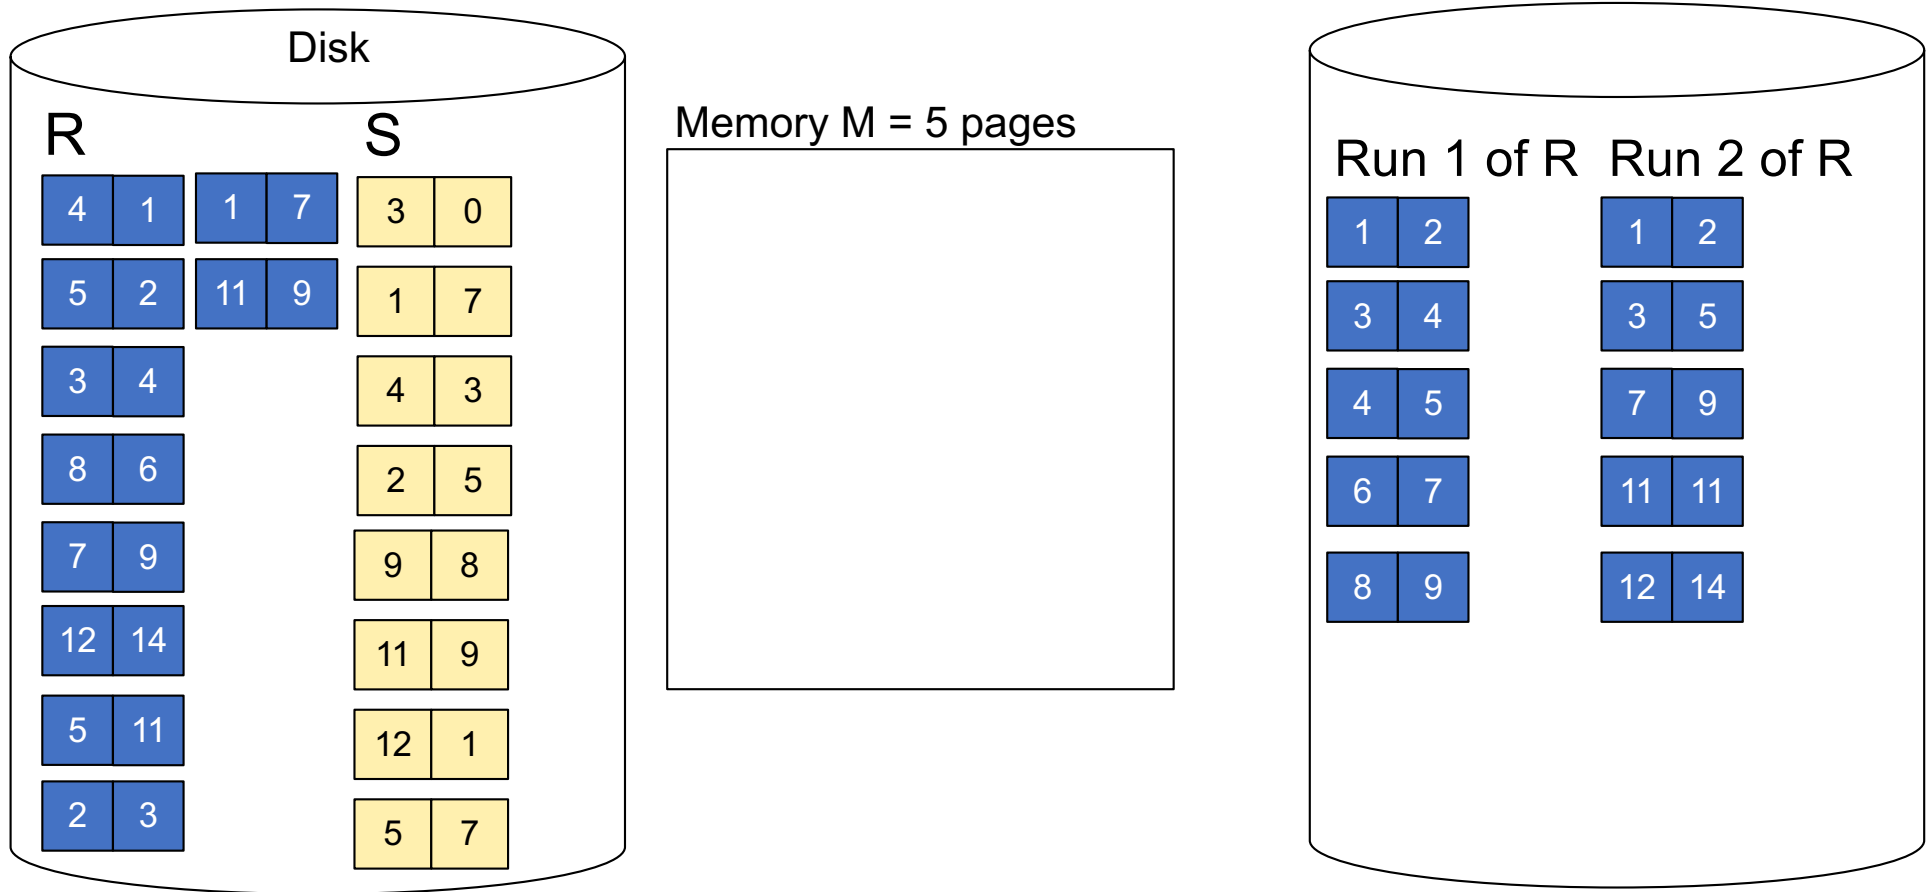 Disk
Memory M = 5 pages
R S
Run 1 of R Run 2 of R
4 1 1 7 3 0
5 2 11 9 1 7
3 4 4 3
8 6 2 5
7 9 9 8
12 14 11 9
5 11 12 1
2 3 5 7
1 2 1 2
3 4 3 5
4 5 7 9
6 7 11 11
8 9 12 14